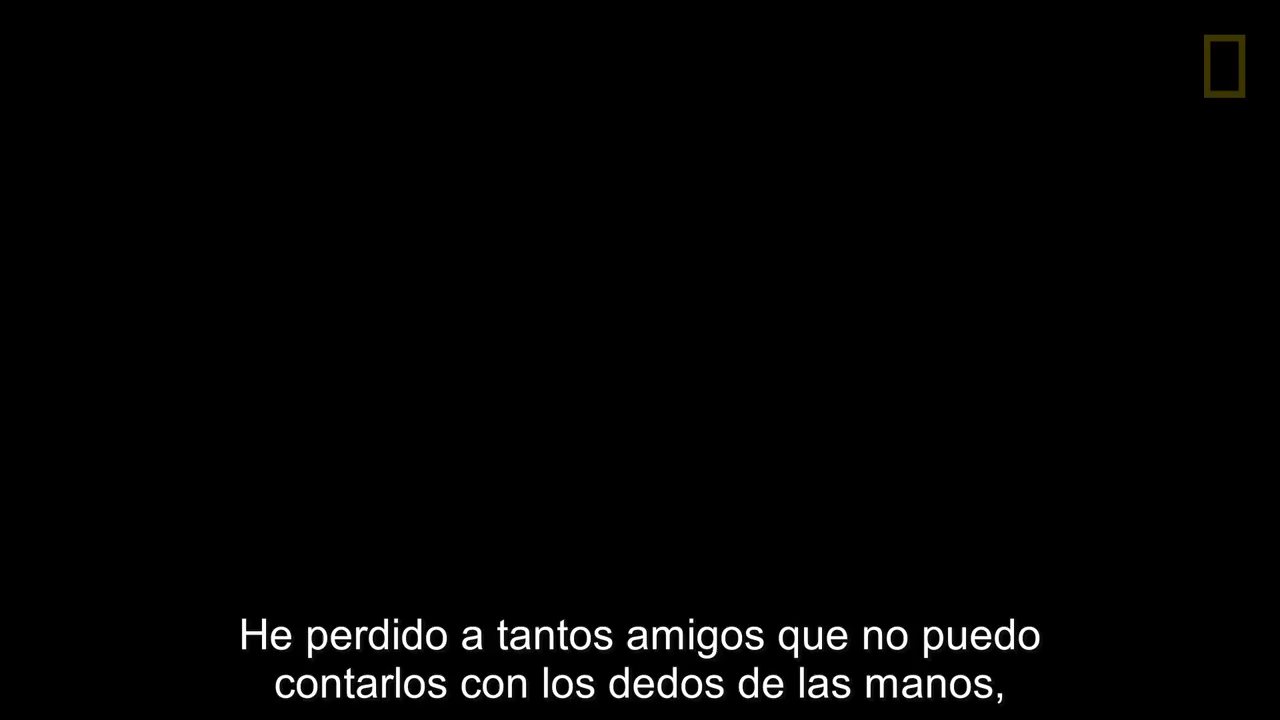 He perdido a tantos amigos que no puedo
contarlos con los dedos de las manos,